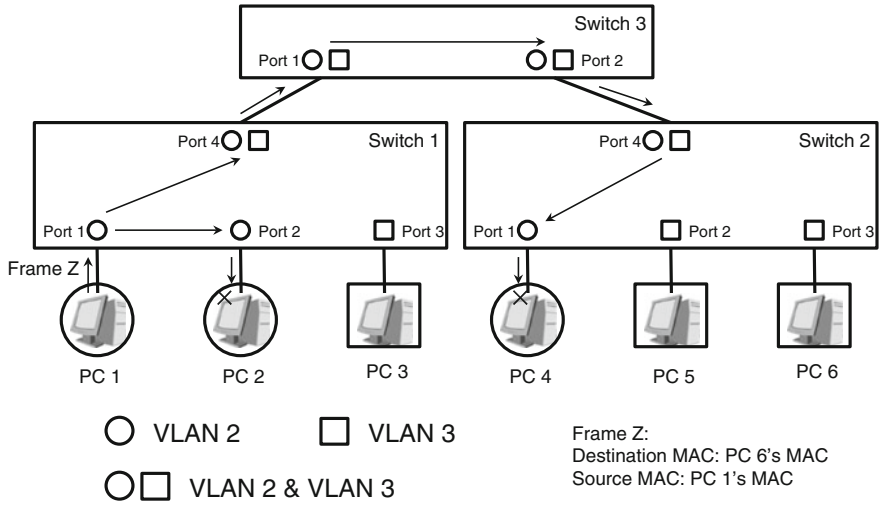 Switch 3
Port 1
Port 2
Port 4
Switch 1
Port 4
Switch 2
Port 1
Port 2
Port 3
Port 1
Port 2
Port 3
Frame Z
PC 1
PC 2
PC 3
PC 4
PC 5
PC 6
VLAN 2
VLAN 3
VLAN 2 & VLAN 3
Frame Z:
Destination MAC: PC 6's MAC
Source MAC: PC 1's MAC